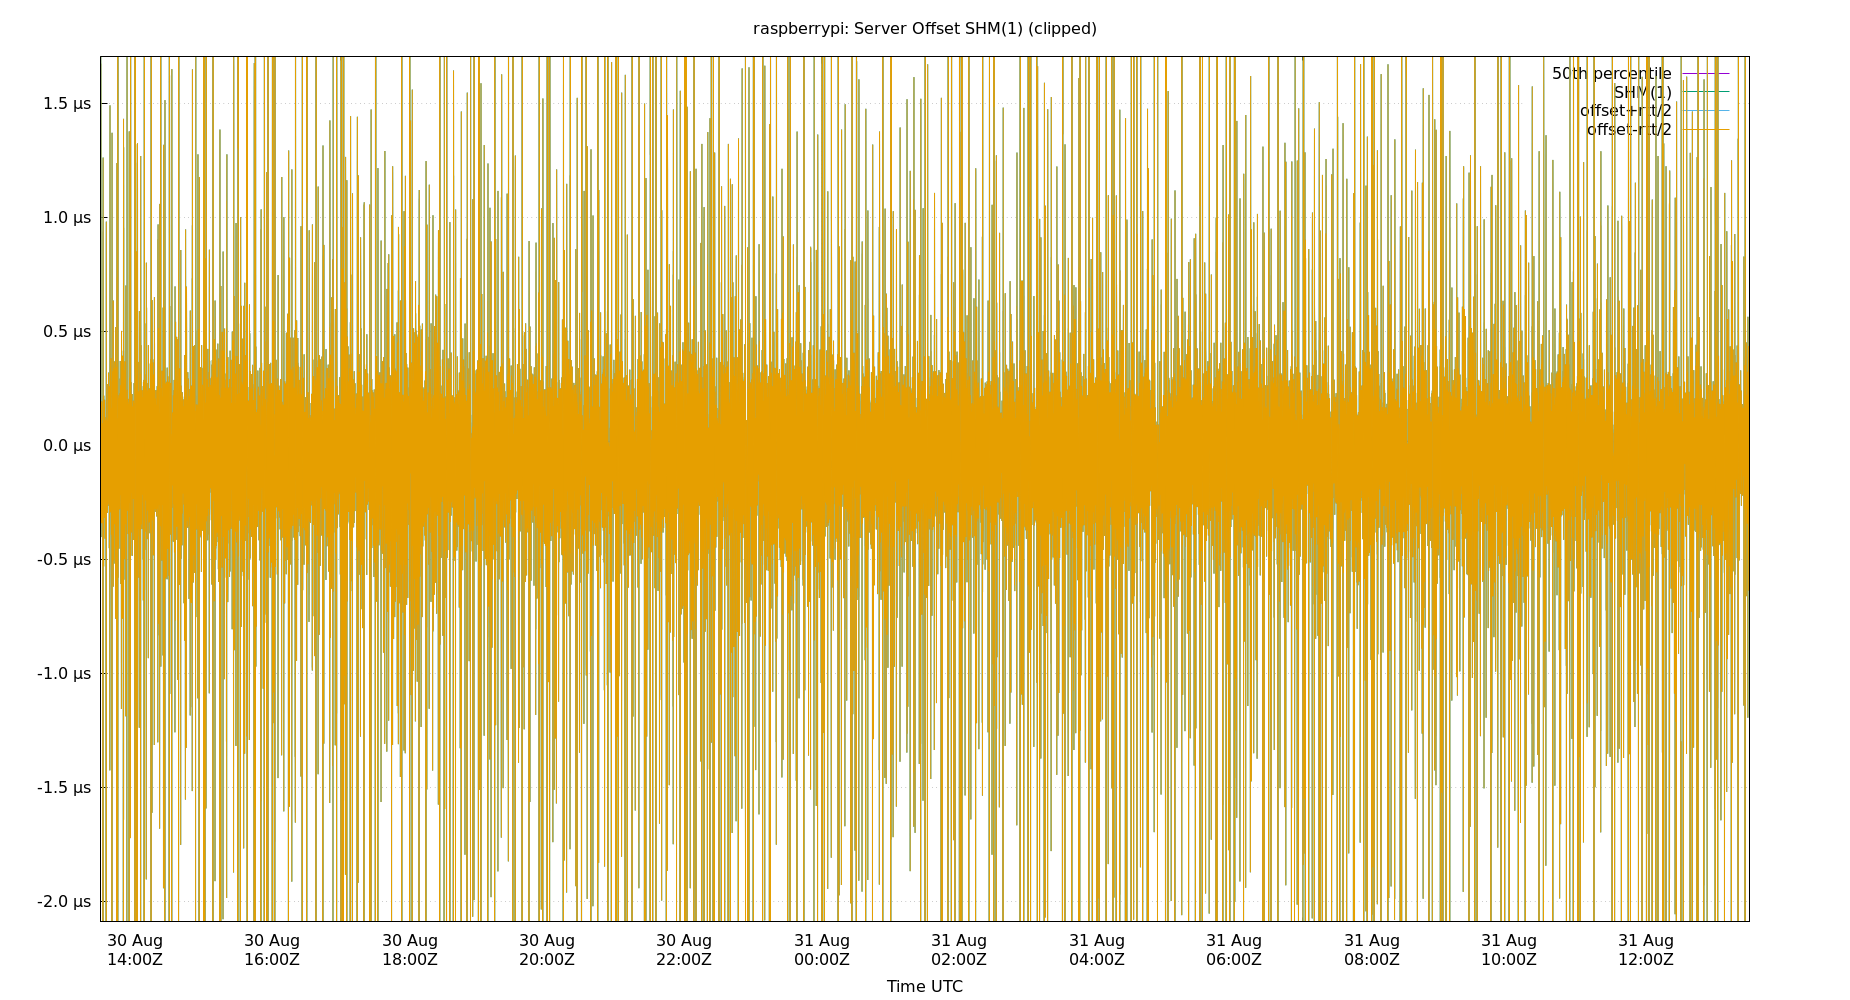 raspberrypi: Server Offset SHM(1) (clipped)
50th percentile
SHM(1)
offset+rtt/2
offset-rtt/2
1.5 µs
1.0 µs
0.5 µs
0.0 µs
-0.5 µs
-1.0 µs
-1.5 µs
-2.0 µs
30 Aug 30 Aug 30 Aug 30 Aug 30 Aug 31 Aug 31 Aug 31 Aug 31 Aug 31 Aug 31 Aug 31 Aug
14:00Z 16:00Z 18:00Z 20:00Z 22:00Z 00:00Z 02:00Z 04:00Z 06:00Z 08:00Z 10:00Z 12:00Z
Time UTC